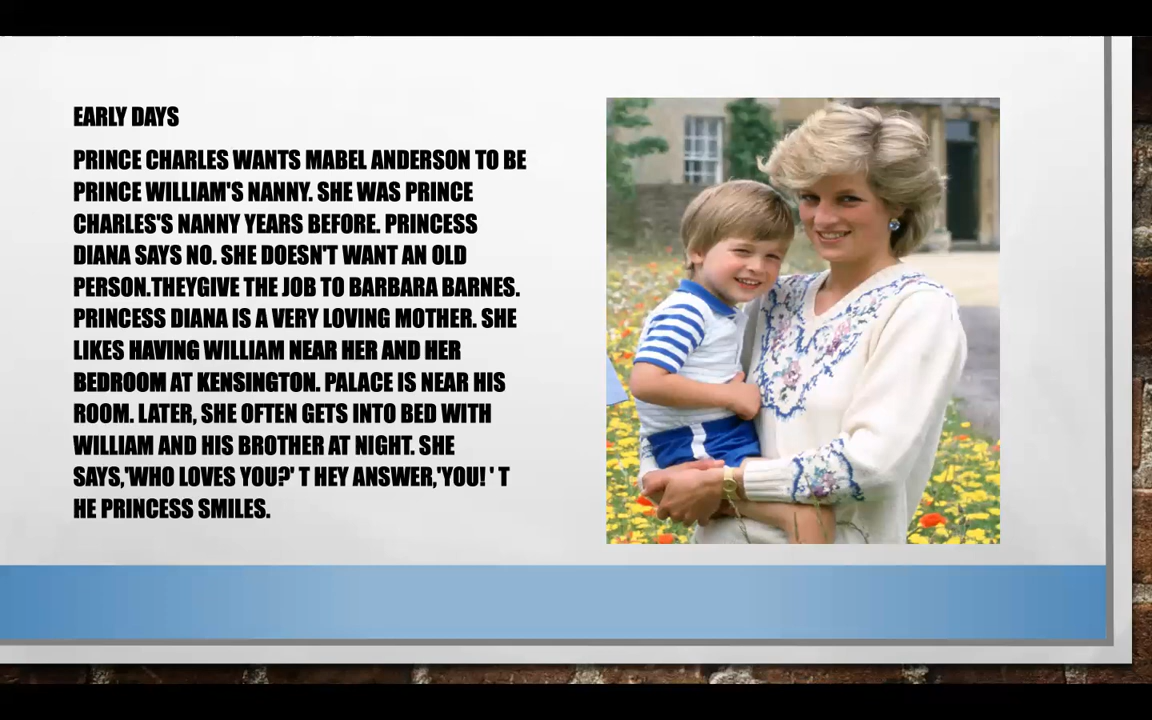 EARLY DAYS
PRINCE CHARLES WANTS MABEL ANDERSON TO BE
PRINCE WILLIAM'S NANNY. SHE WAS PRINCE
CHARLES'S NANNY YEARS BEFORE. PRINCESS
DIANA SAYS NO. SHE DOESN'T WANT AN OLD
PERSON.THEYGIVE THE JOB TO BARBARA BARNES.
PRINCESS DIANA IS A VERY LOVING MOTHER. SHE
LIKES HAVING WILLIAM NEAR HER AND HER
BEDROOM AT KENSINGTON. PALACE IS NEAR HIS
ROOM. LATER, SHE OFTEN GETS INTO BED WITH
WILLIAM AND HIS BROTHER AT NIGHT. SHE
SAYS,'WHO LOVES YOU?' T HEY ANSWER,'YOU! ' T
HE PRINCESS SMILES.